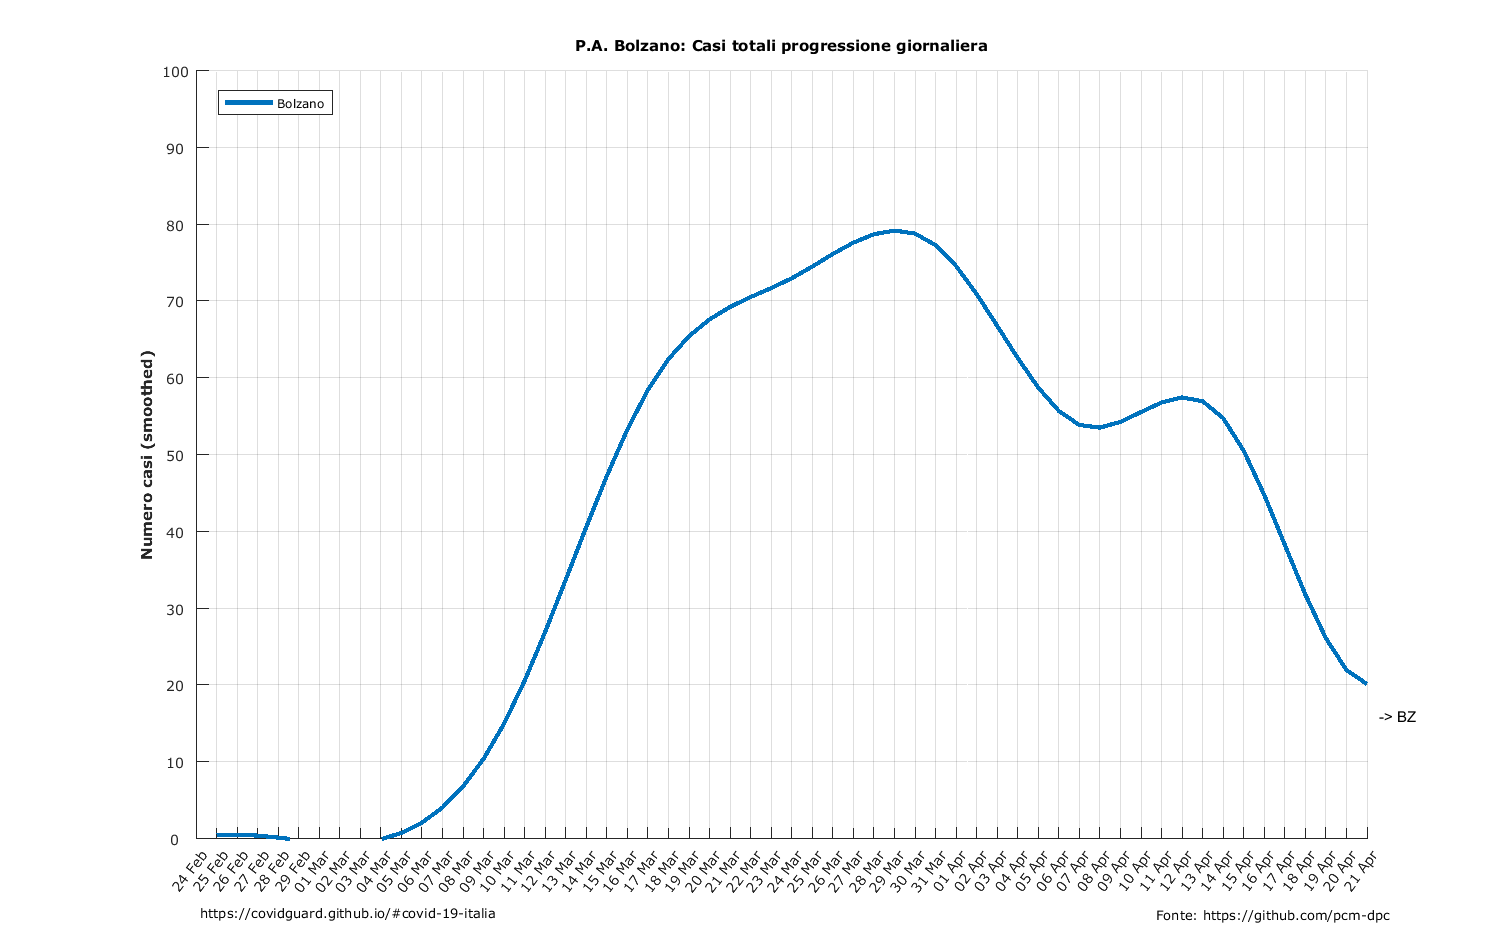 P.A. Bolzano: Casi totali progressione giornaliera
Bolzano
Numero casi (smoothed)
100
90
80
70
60
50
40
30
20
10
0
24 Feb
25 Feb
26 Feb
27 Feb
28 Feb
29 Feb
01 Mar
02 Mar
03 Mar
04 Mar
05 Mar
06 Mar
07 Mar
08 Mar
09 Mar
10 Mar
11 Mar
12 Mar
13 Mar
14 Mar
15 Mar
16 Mar
17 Mar
18 Mar
19 Mar
20 Mar
21 Mar
22 Mar
23 Mar
24 Mar
25 Mar
26 Mar
27 Mar
28 Mar
29 Mar
30 Mar
31 Mar
01 Apr
02 Apr
03 Apr
04 Apr
05 Apr
06 Apr
07 Apr
08 Apr
09 Apr
10 Apr
11 Apr
12 Apr
13 Apr
14 Apr
15 Apr
16 Apr
17 Apr
18 Apr
19 Apr
20 Apr
21 Apr
-> BZ
https://covidguard.github.io/#covid-19-italia
Fonte: https://github.com/pcm-dpc